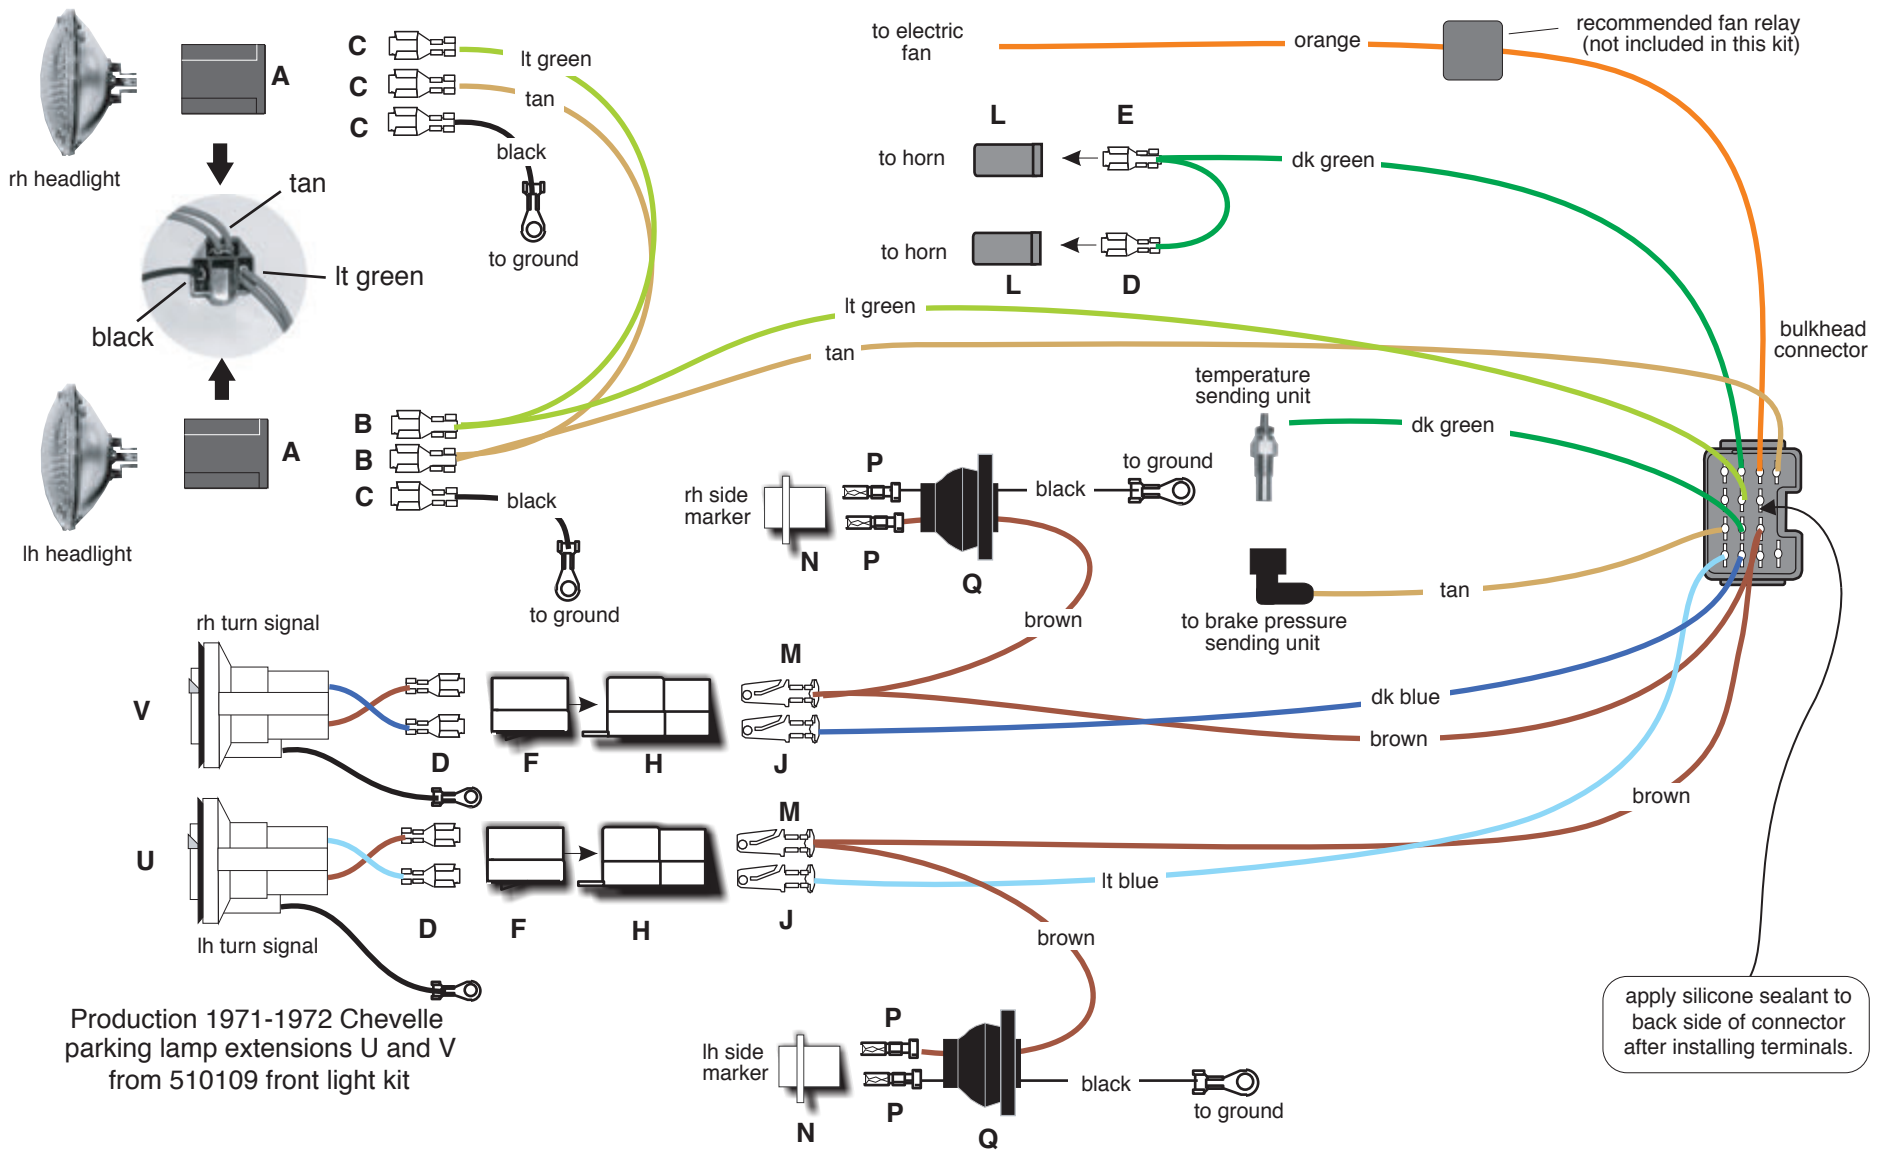 to electric
fan
orange
recommended fan relay
(not included in this kit)
C
lt green
A
C
tan
C
black
rh headlight
tan
to ground
lt green
black
L
E
to horn
dk green
to horn
L
D
lt green
tan
bulkhead
connector
temperature
sending unit
dk green
B
A
B
C
black
lh headlight
to ground
P
to ground
rh side
marker
black
N
P
Q
brown
tan
to brake pressure
sending unit
rh turn signal
M
V
dk blue
brown
D
F
H
J
M
brown
U
lt blue
D
F
H
J
lh turn signal
brown
apply silicone sealant to
back side of connector
after installing terminals.
Production 1971-1972 Chevelle
parking lamp extensions U and V
from 510109 front light kit
P
lh side
marker
black
to ground
P
N
Q